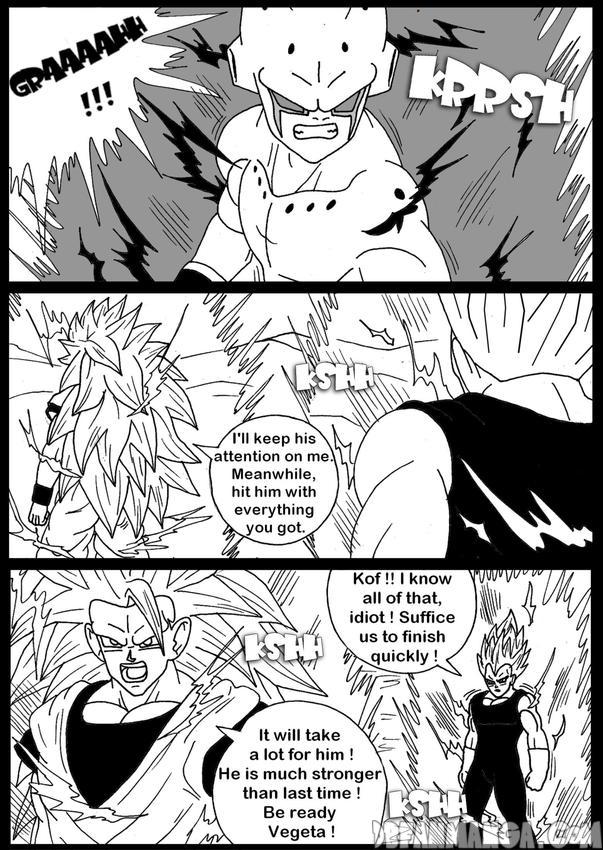 GRAAAAHH
!!!
KRRSH
KSHH
I'll keep his
attention on me.
Meanwhile,
hit him with
everything
you got.
Kof !! I know
all of that,
idiot ! Suffice
us to finish
quickly !
KSHH
It will take
a lot for him !
He is much stronger
than last time !
Be ready
Vegeta !
KSHH
DBFANMANGA.COM